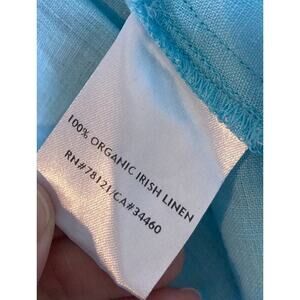 100% ORGANIC IRISH LINEN
RN#78121/CA#34460